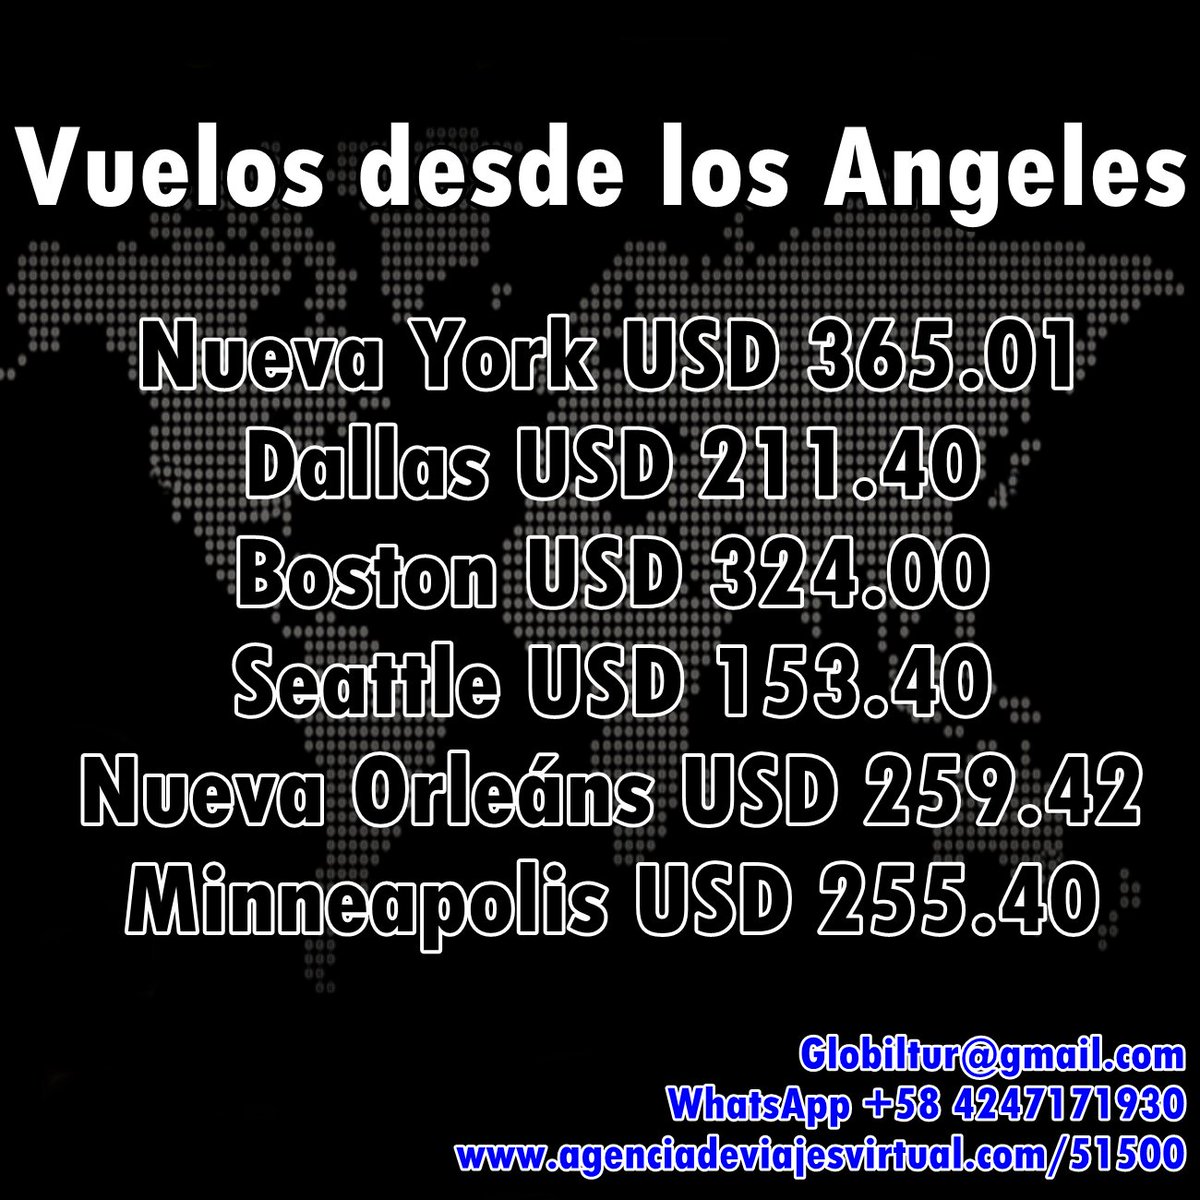 Vuelos desde los Angeles
Nueva York USD 365.01
Dallas USD 211.40
Boston USD 324.00
Seattle USD 153.40
Nueva Orleáns USD 259.42
Minneapolis USD 255.40
Globiltur@gmail.com
WhatsApp +58 4247171930
www.agenciadeviajesvirtual.com/51500